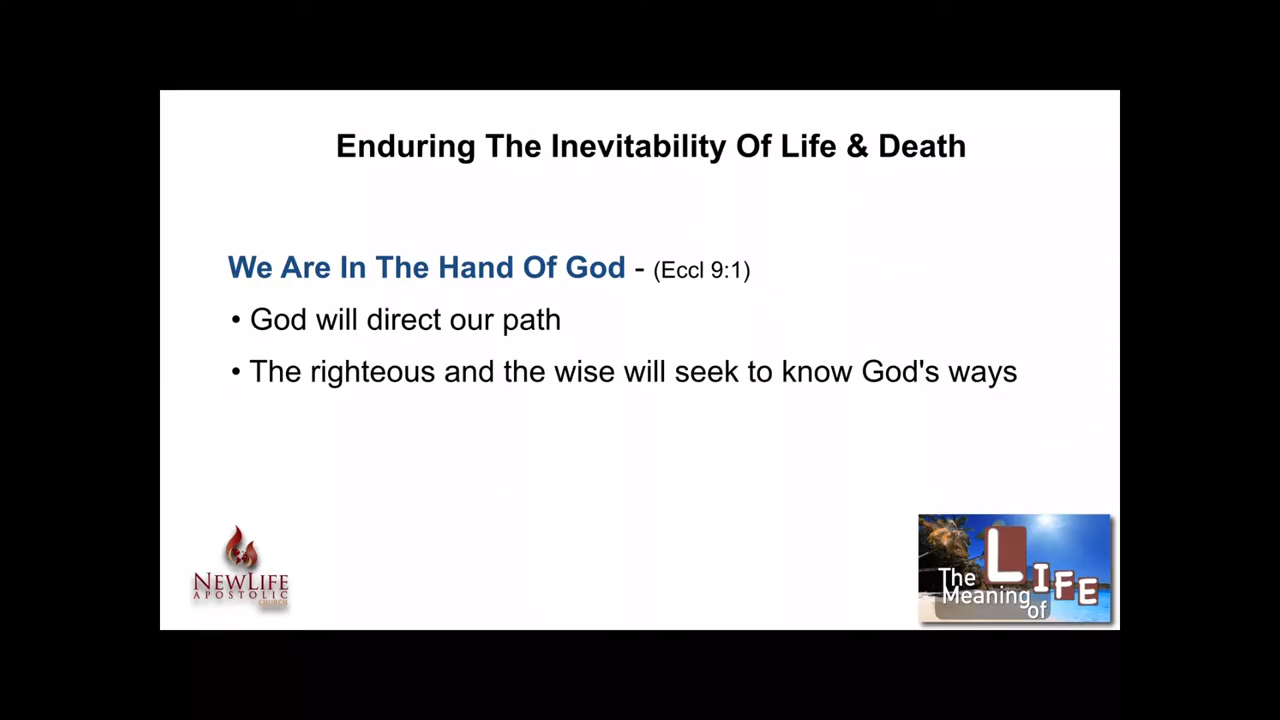 Enduring The Inevitability Of Life & Death
We Are In The Hand Of God - (Eccl 9:1)
• God will direct our path
• The righteous and the wise will seek to know God's ways
NEWLIFE
APOSTOLIC
CHURCH
The
Meaning
of
LIFE